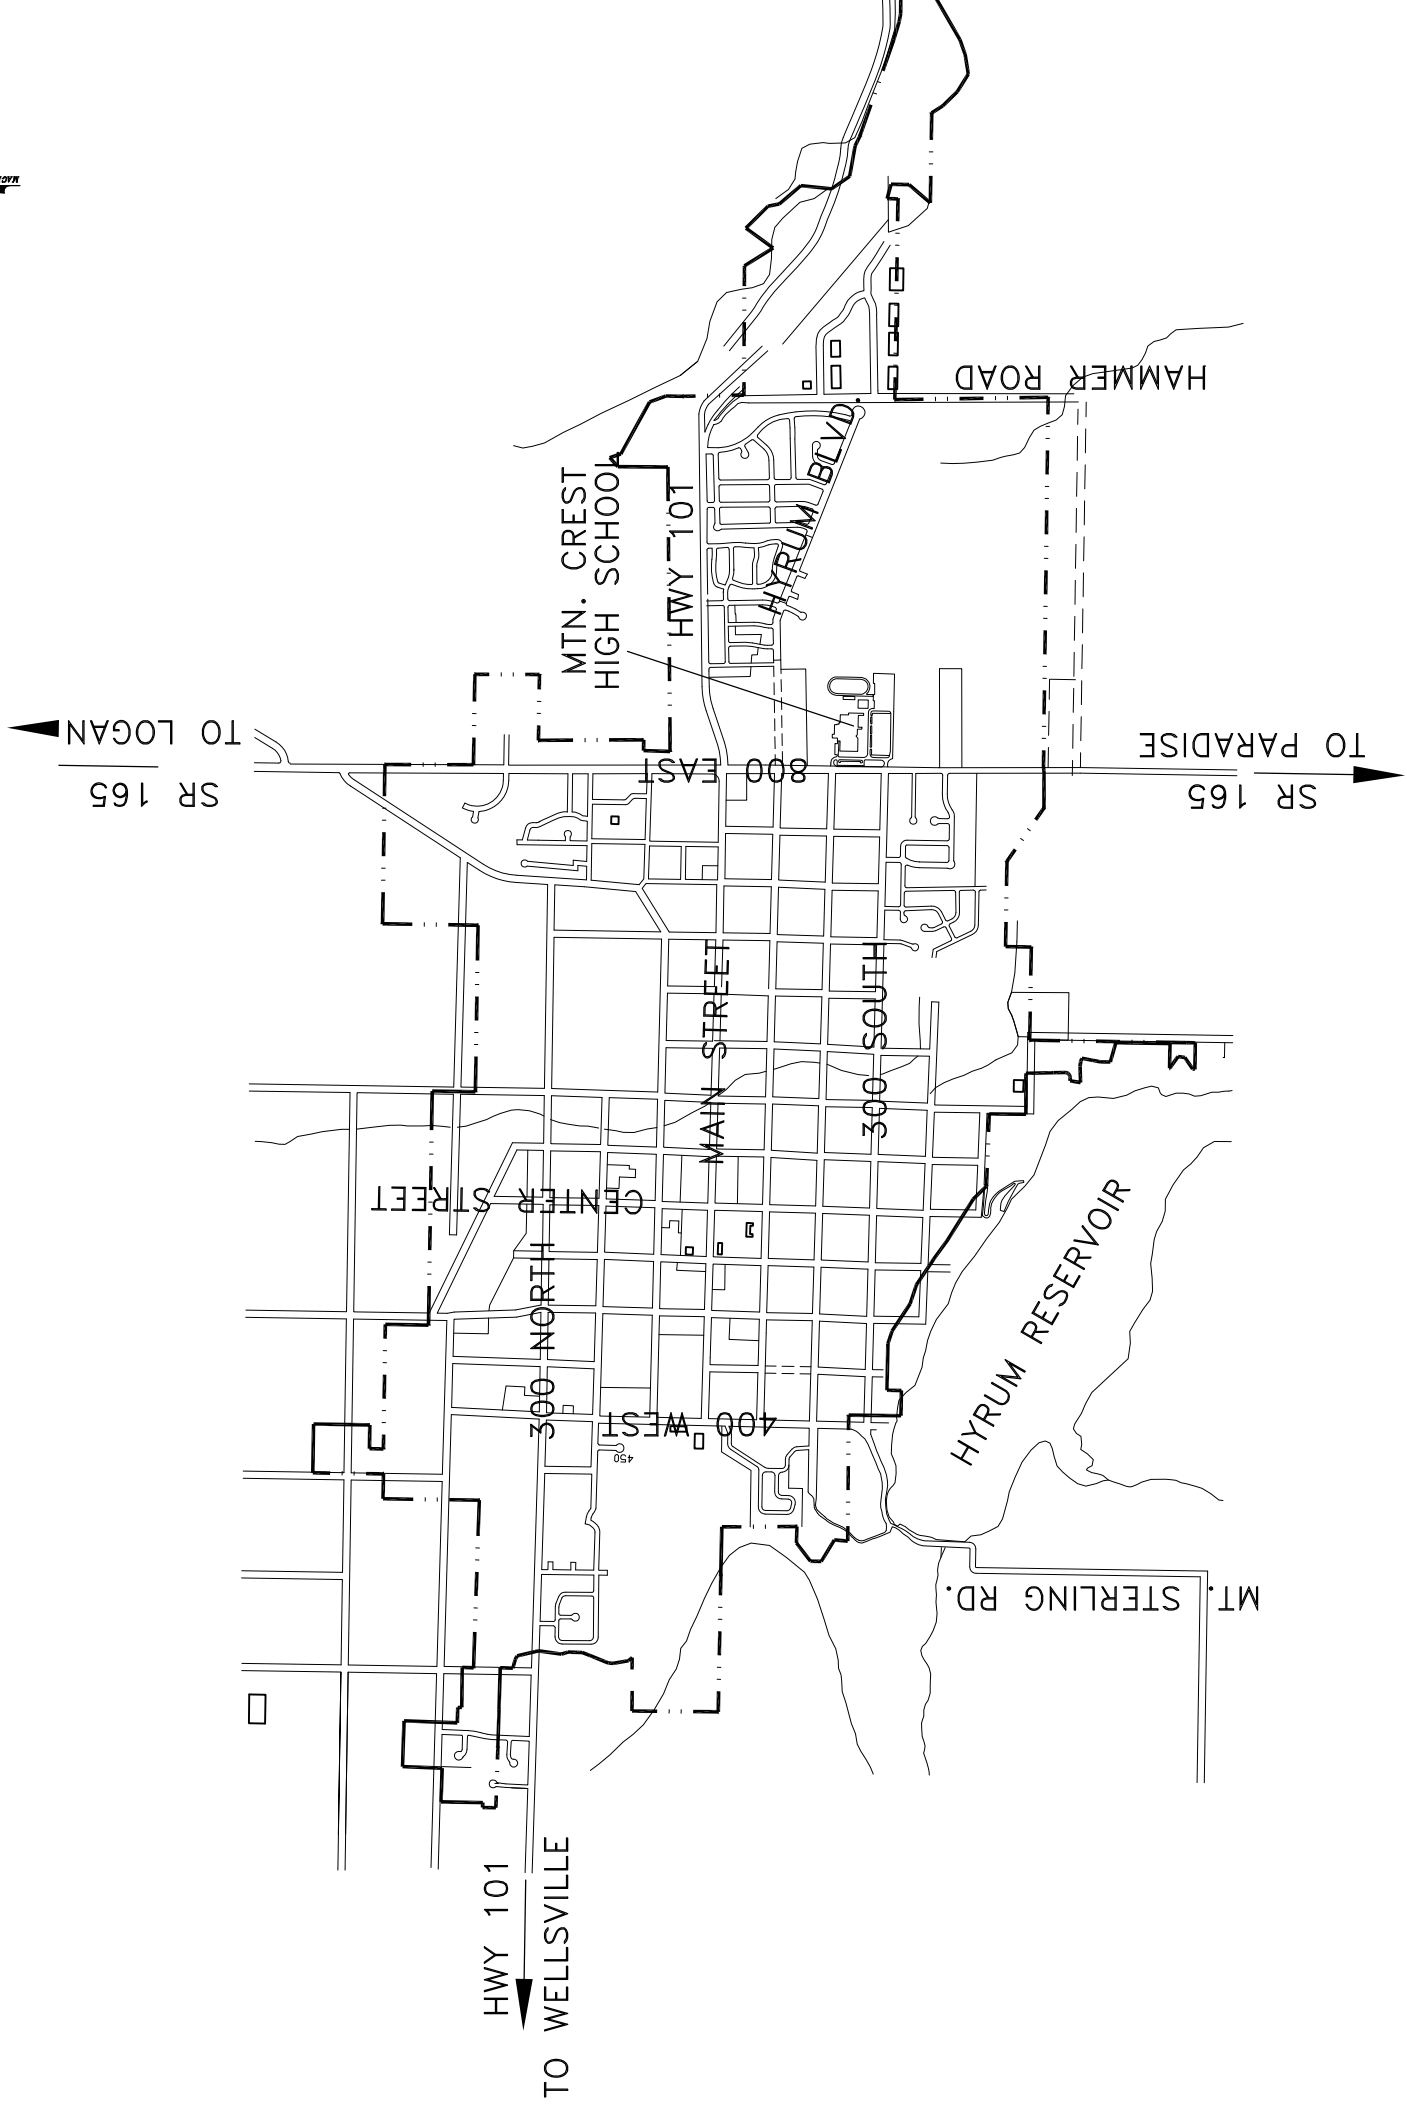 MTN. CREST
HIGH SCHOOL
HWY 101
HYRUM BLVD
HAMMER ROAD
TO LOGAN
SR 165
800 EAST
TO PARADISE
SR 165
MAIN STREET
300 SOUTH
CENTER STREET
300 NORTH
400 WEST
450
HYRUM RESERVOIR
MT. STERLING RD.
HWY 101
TO WELLSVILLE